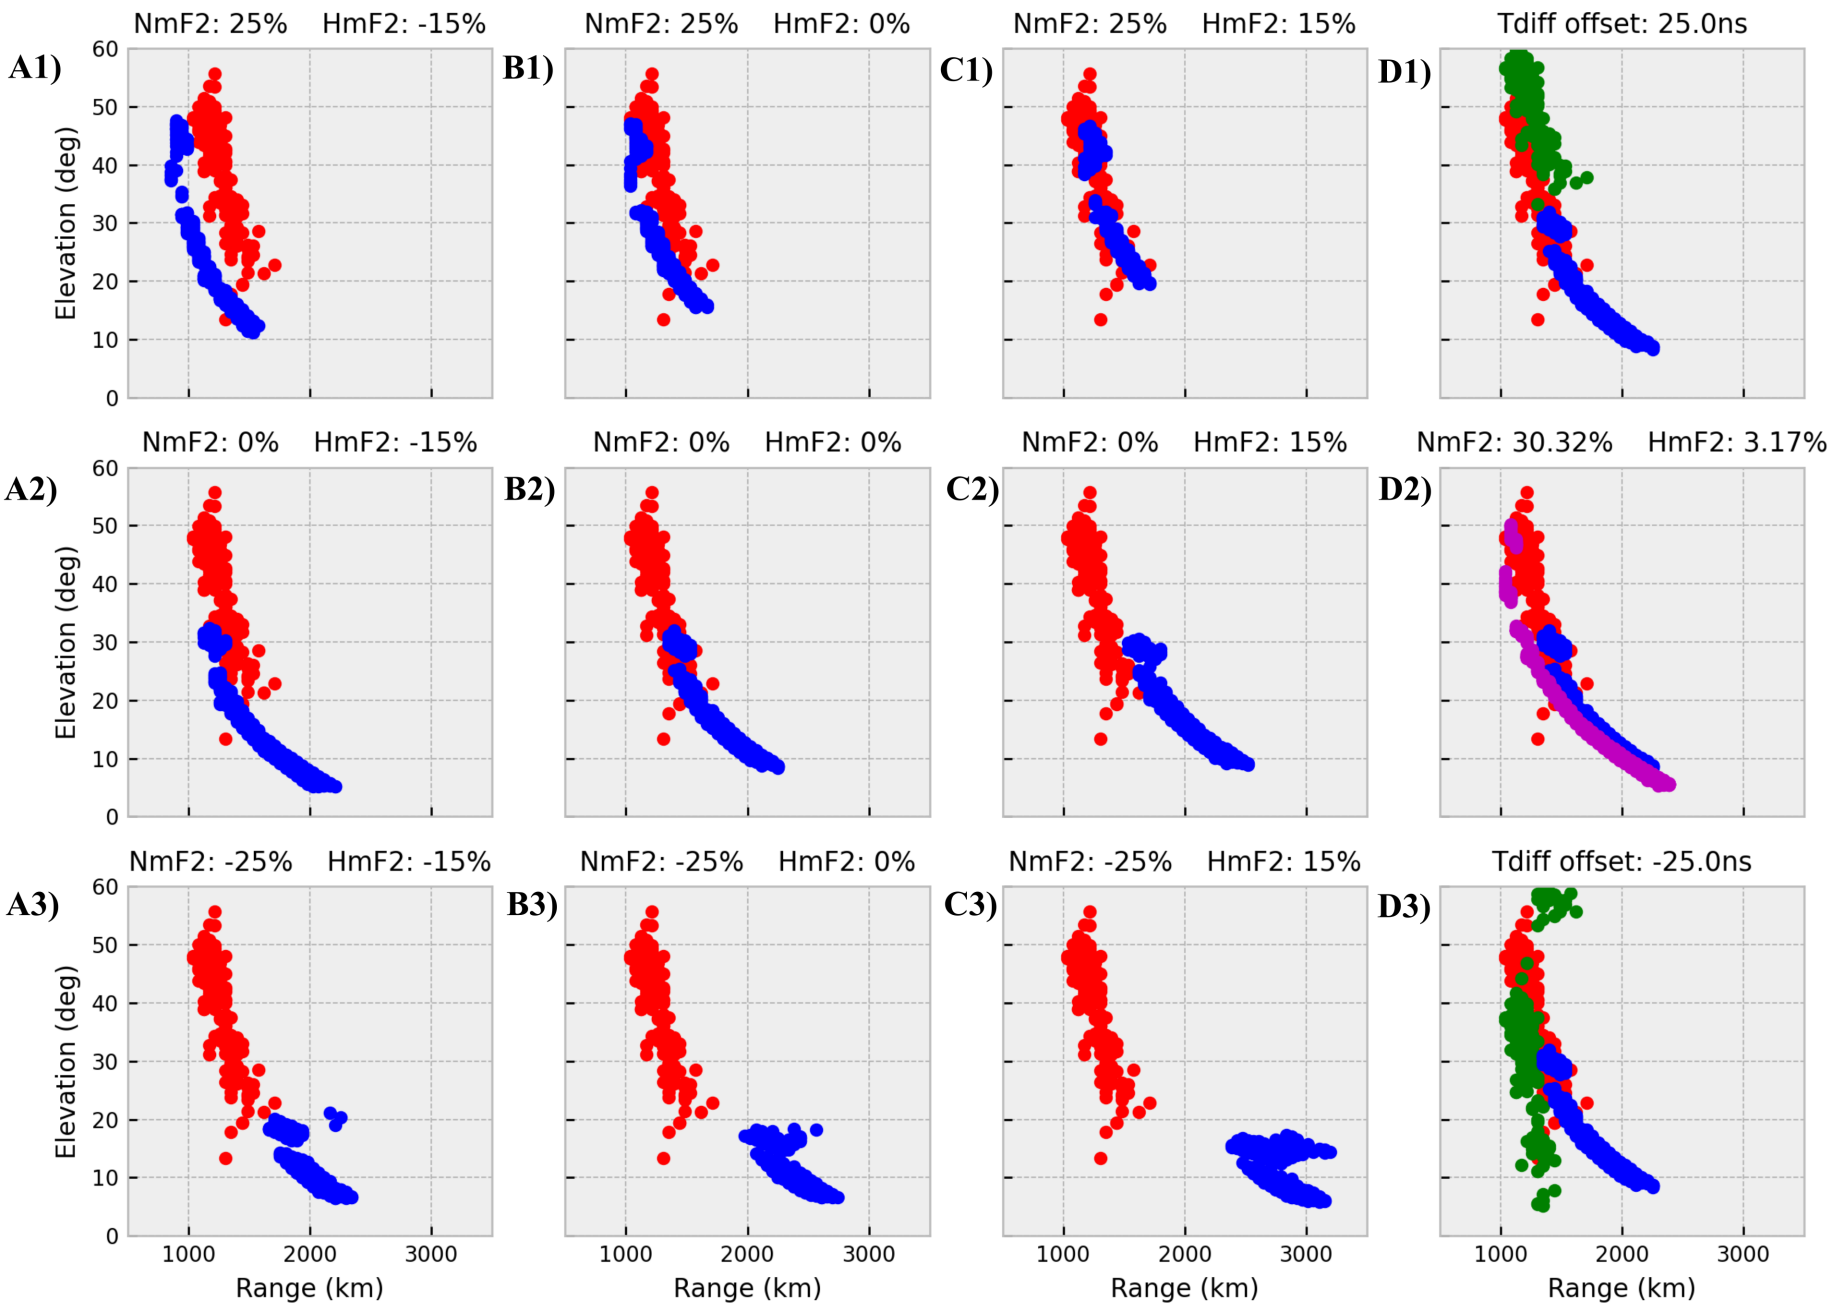 NmF2: 25% HmF2: -15% NmF2: 25% HmF2: 0% NmF2: 25% HmF2: 15% Tdiff offset: 25.0ns
A1) B1) C1) D1)
60
50
40
30
20
10
0
Elevation (deg)
1000 2000 3000
NmF2: 0% HmF2: -15% NmF2: 0% HmF2: 0% NmF2: 0% HmF2: 15% NmF2: 30.32% HmF2: 3.17%
A2) B2) C2) D2)
60
50
40
30
20
10
0
Elevation (deg)
NmF2: -25% HmF2: -15% NmF2: -25% HmF2: 0% NmF2: -25% HmF2: 15% Tdiff offset: -25.0ns
A3) B3) C3) D3)
60
50
40
30
20
10
0
Elevation (deg)
1000 2000 3000 1000 2000 3000 1000 2000 3000 1000 2000 3000
Range (km) Range (km) Range (km) Range (km)